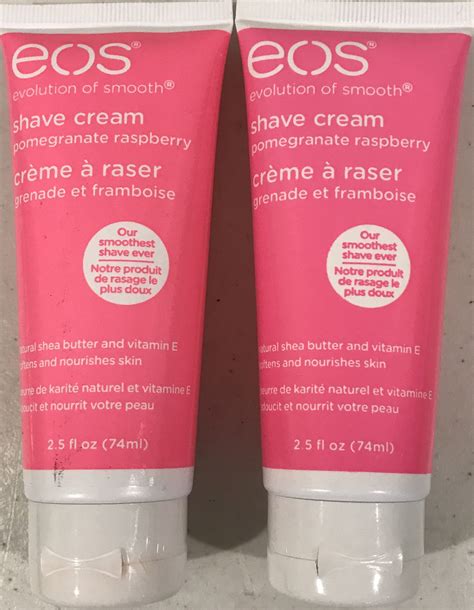 eos®
evolution of smooth®
shave cream
pomegranate raspberry
crème à raser
grenade et framboise
Our
smoothest
shave ever
Notre produit
de rasage le
plus doux
natural shea butter and vitamin E
softens and nourishes skin
beurre de karité naturel et vitamine E
adoucit et nourrit votre peau
2.5 fl oz (74ml)
eos®
evolution of smooth®
shave cream
pomegranate raspberry
crème à raser
grenade et framboise
Our
smoothest
shave ever
Notre produit
de rasage le
plus doux
natural shea butter and vitamin E
softens and nourishes skin
beurre de karité naturel et vitamine E
adoucit et nourrit votre peau
2.5 fl oz (74ml)